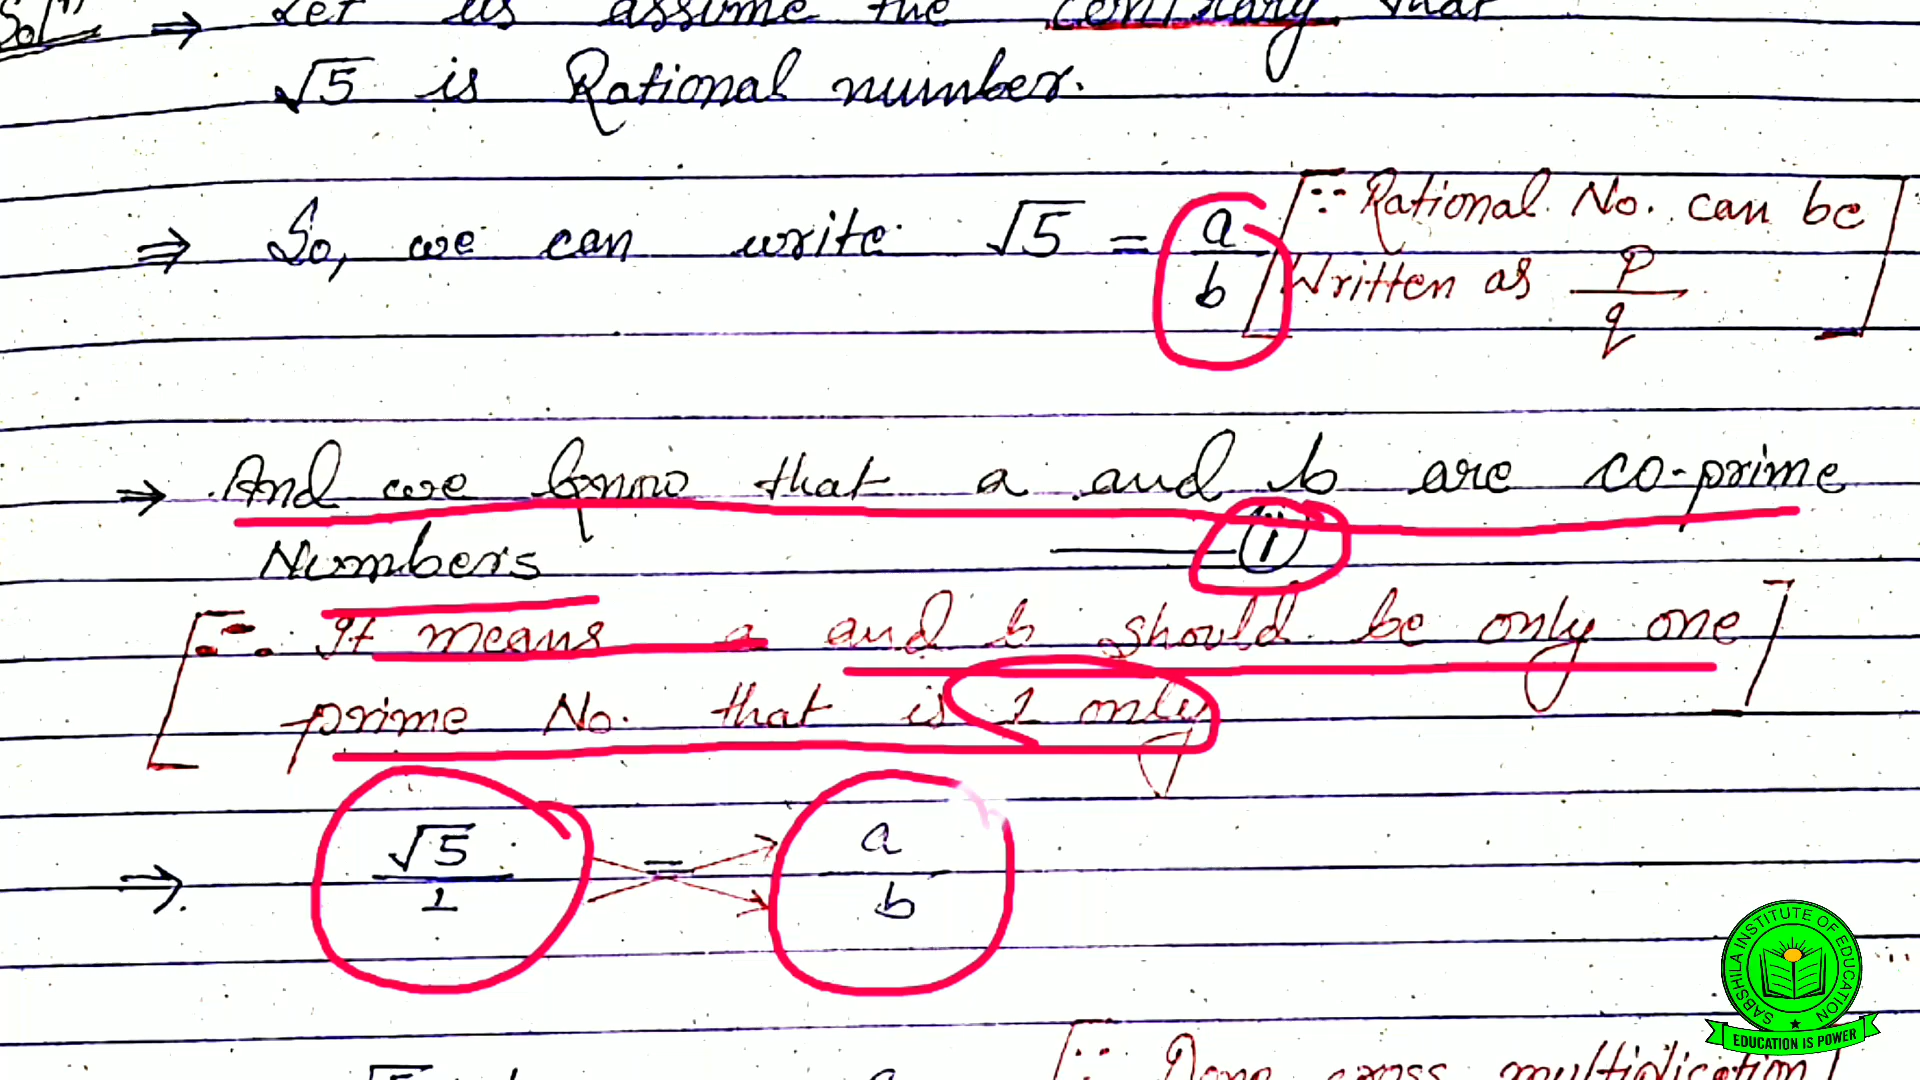 Solⁿ) ⇒ Let us assume the contrary that
√5 is Rational number.
⇒ So, we can write √5 = a/b [∵ Rational No. can be
Written as p/q]
⇒ And we know that a and b are co-prime
Numbers ——— (i)
[∵ It means a and b should be only one
prime No. that is 1 only]
⇒ √5/1 = a/b
[∵ Done cross multiplication]
SABSHILA INSTITUTE OF EDUCATION
EDUCATION IS POWER